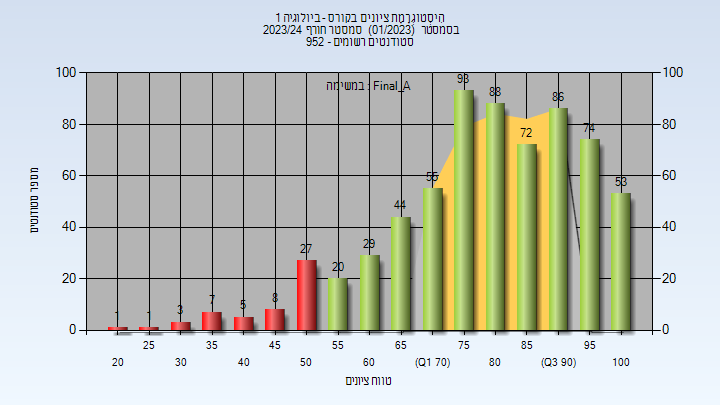 היסטוגרמת ציונים בקורס - ביולוגיה 1
בסמסטר (01/2023) סמסטר חורף 2023/24
סטודנטים רשומים - 952
במשימה : Final_A
100 100
80 80
60 60
40 40
20 20
0 0
מספר סטודנטים
1 1 3 7 5 8 27 20 29 44 55 93 88 72 86 74 53
25 35 45 55 65 75 85 95
20 30 40 50 60 (Q1 70) 80 (Q3 90) 100
טווח ציונים